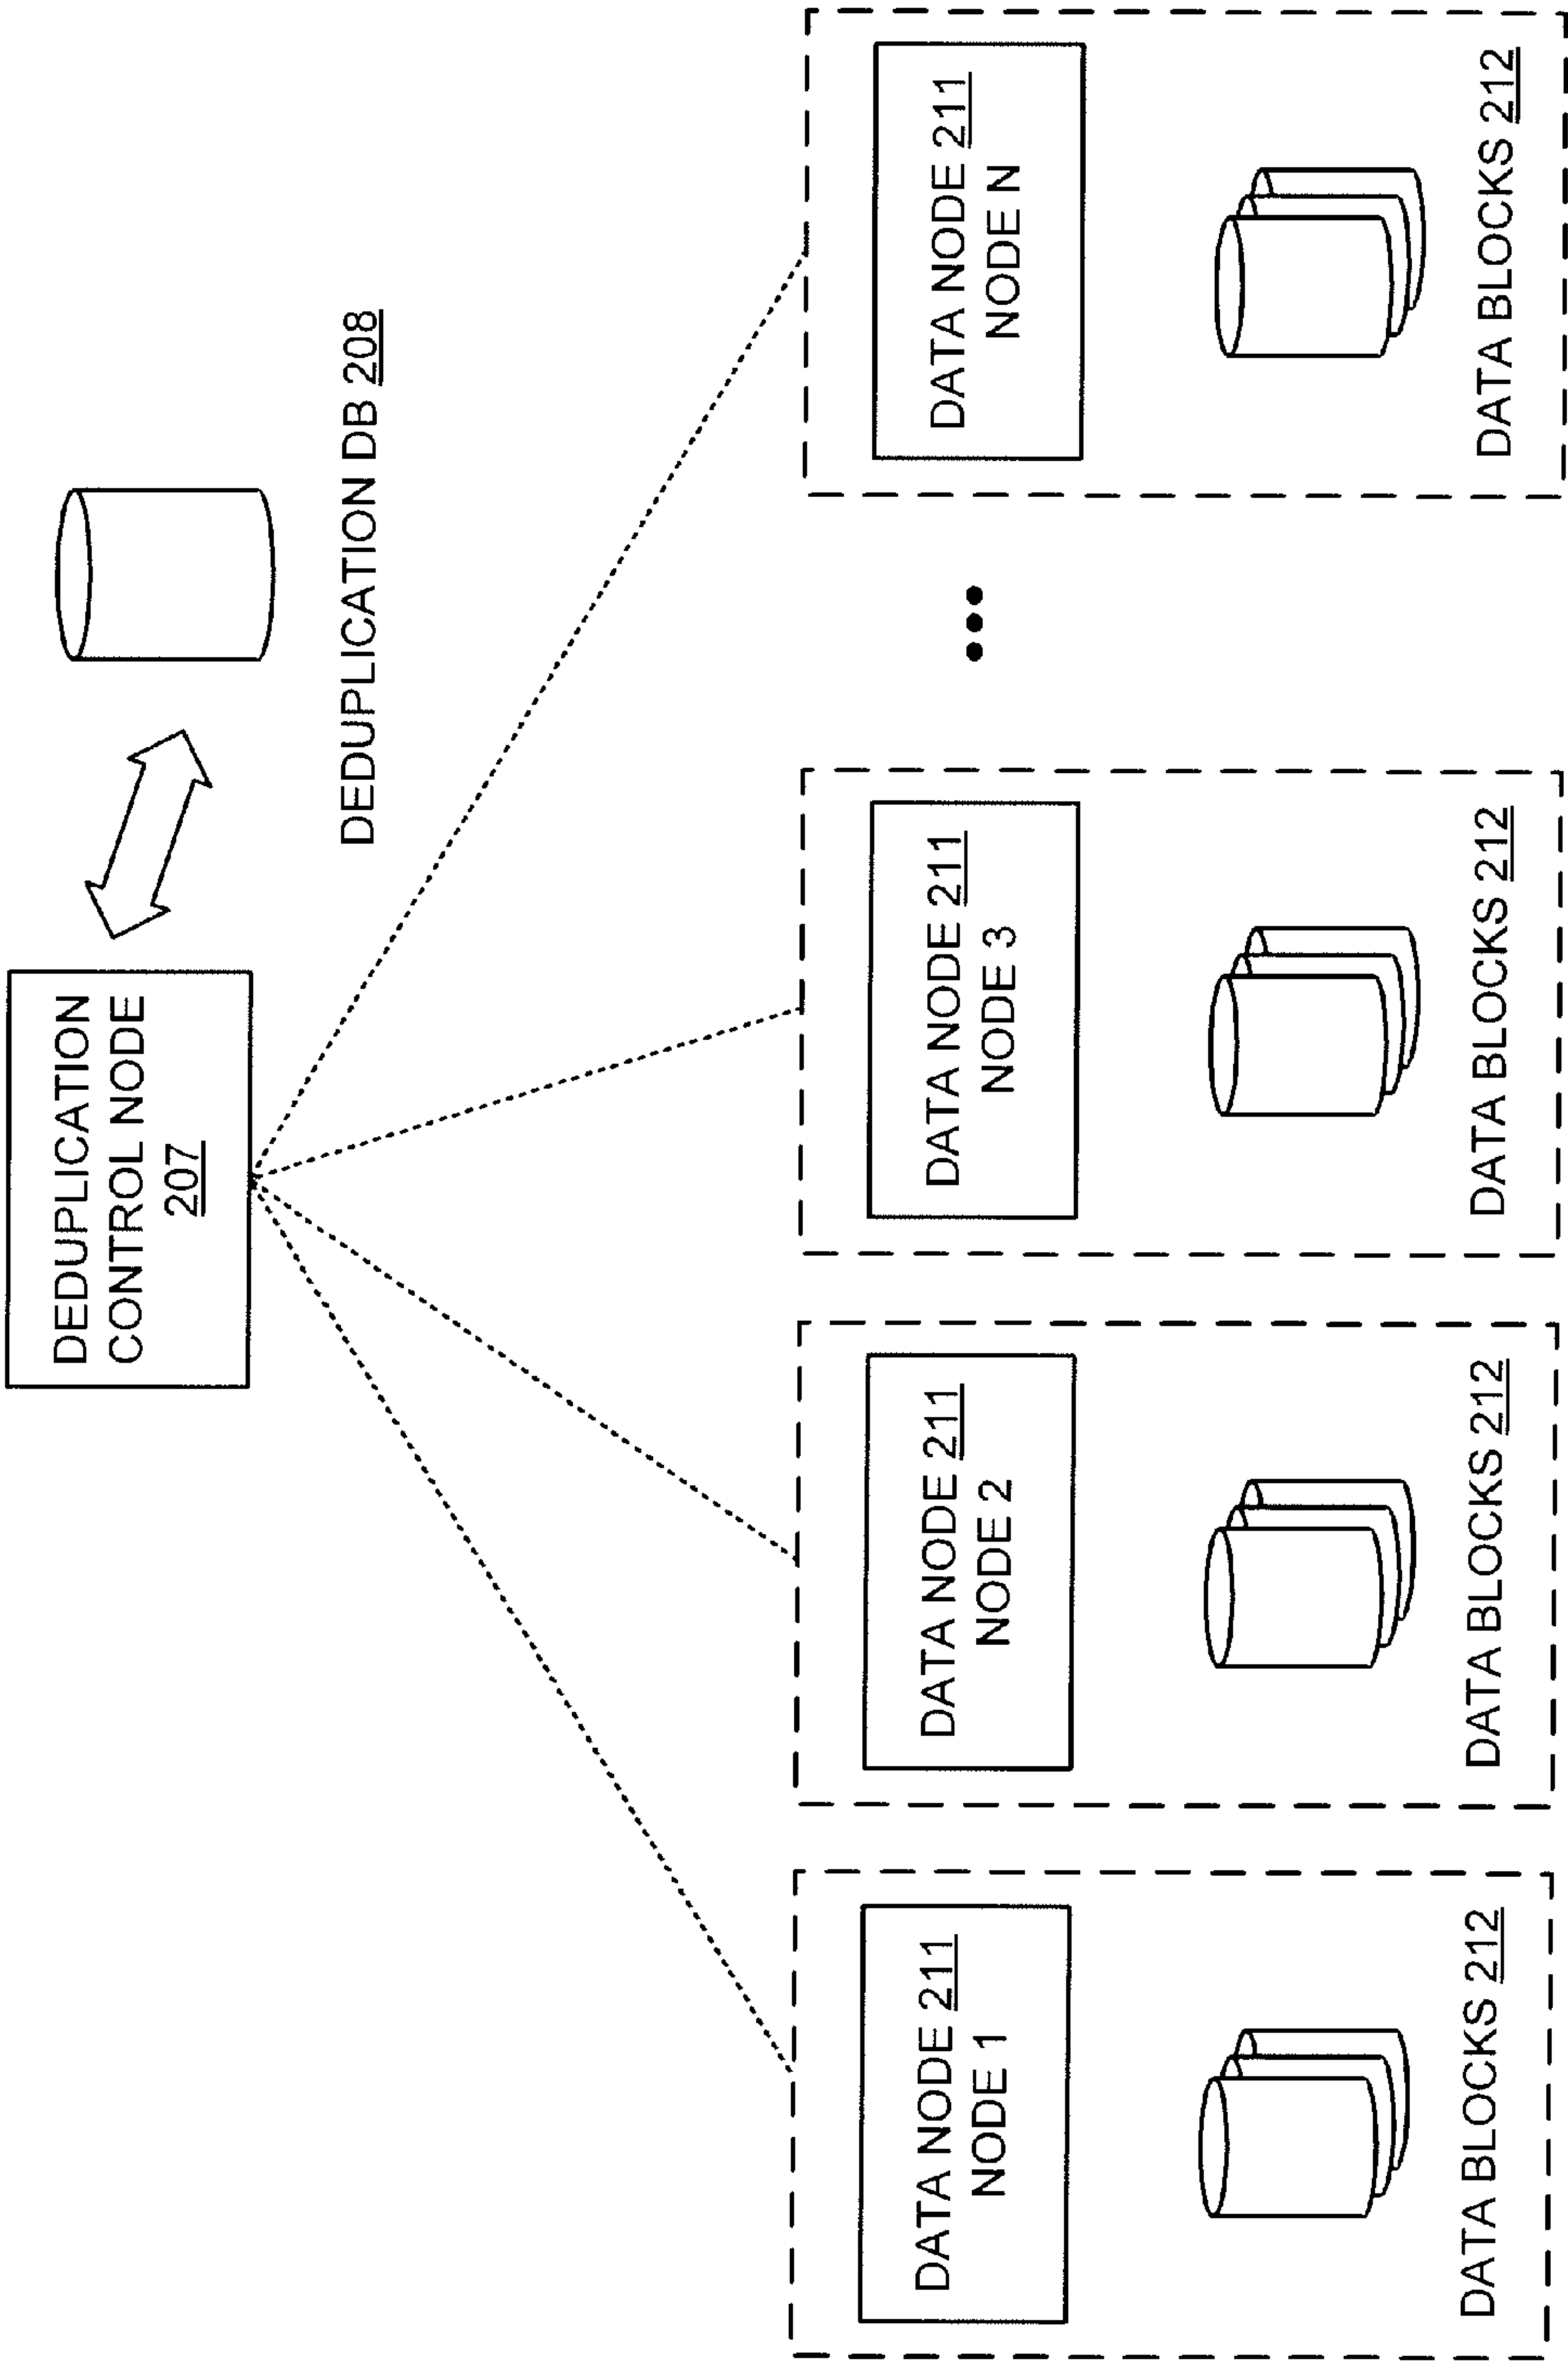 DEDUPLICATION
CONTROL NODE
207
DEDUPLICATION DB 208
DATA NODE 211
NODE 1
DATA BLOCKS 212
DATA NODE 211
NODE 2
DATA BLOCKS 212
DATA NODE 211
NODE 3
DATA BLOCKS 212
•••
DATA NODE 211
NODE N
DATA BLOCKS 212